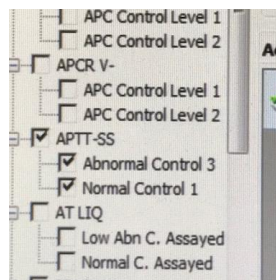 APC Control Level 1
APC Control Level 2
APCR V-
APC Control Level 1
APC Control Level 2
APTT-SS
Abnormal Control 3
Normal Control 1
AT LIQ
Low Abn C. Assayed
Normal C. Assayed